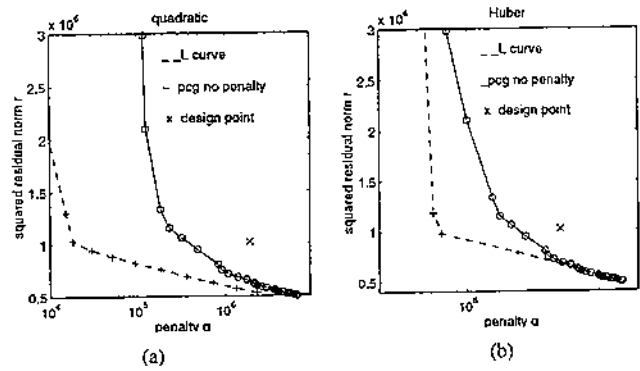 quadratic
× 10⁶
3
2.5
2
1.5
1
0.5
10⁴
10⁵
10⁶
squared residual norm r
penalty α
_ _L curve
+ pcg no penalty
× design point
(a)
Huber
× 10⁴
3
2.5
2
1.5
1
0.5
10⁴
squared residual norm r
penalty α
_ _L curve
_pcg no penalty
× design point
(b)